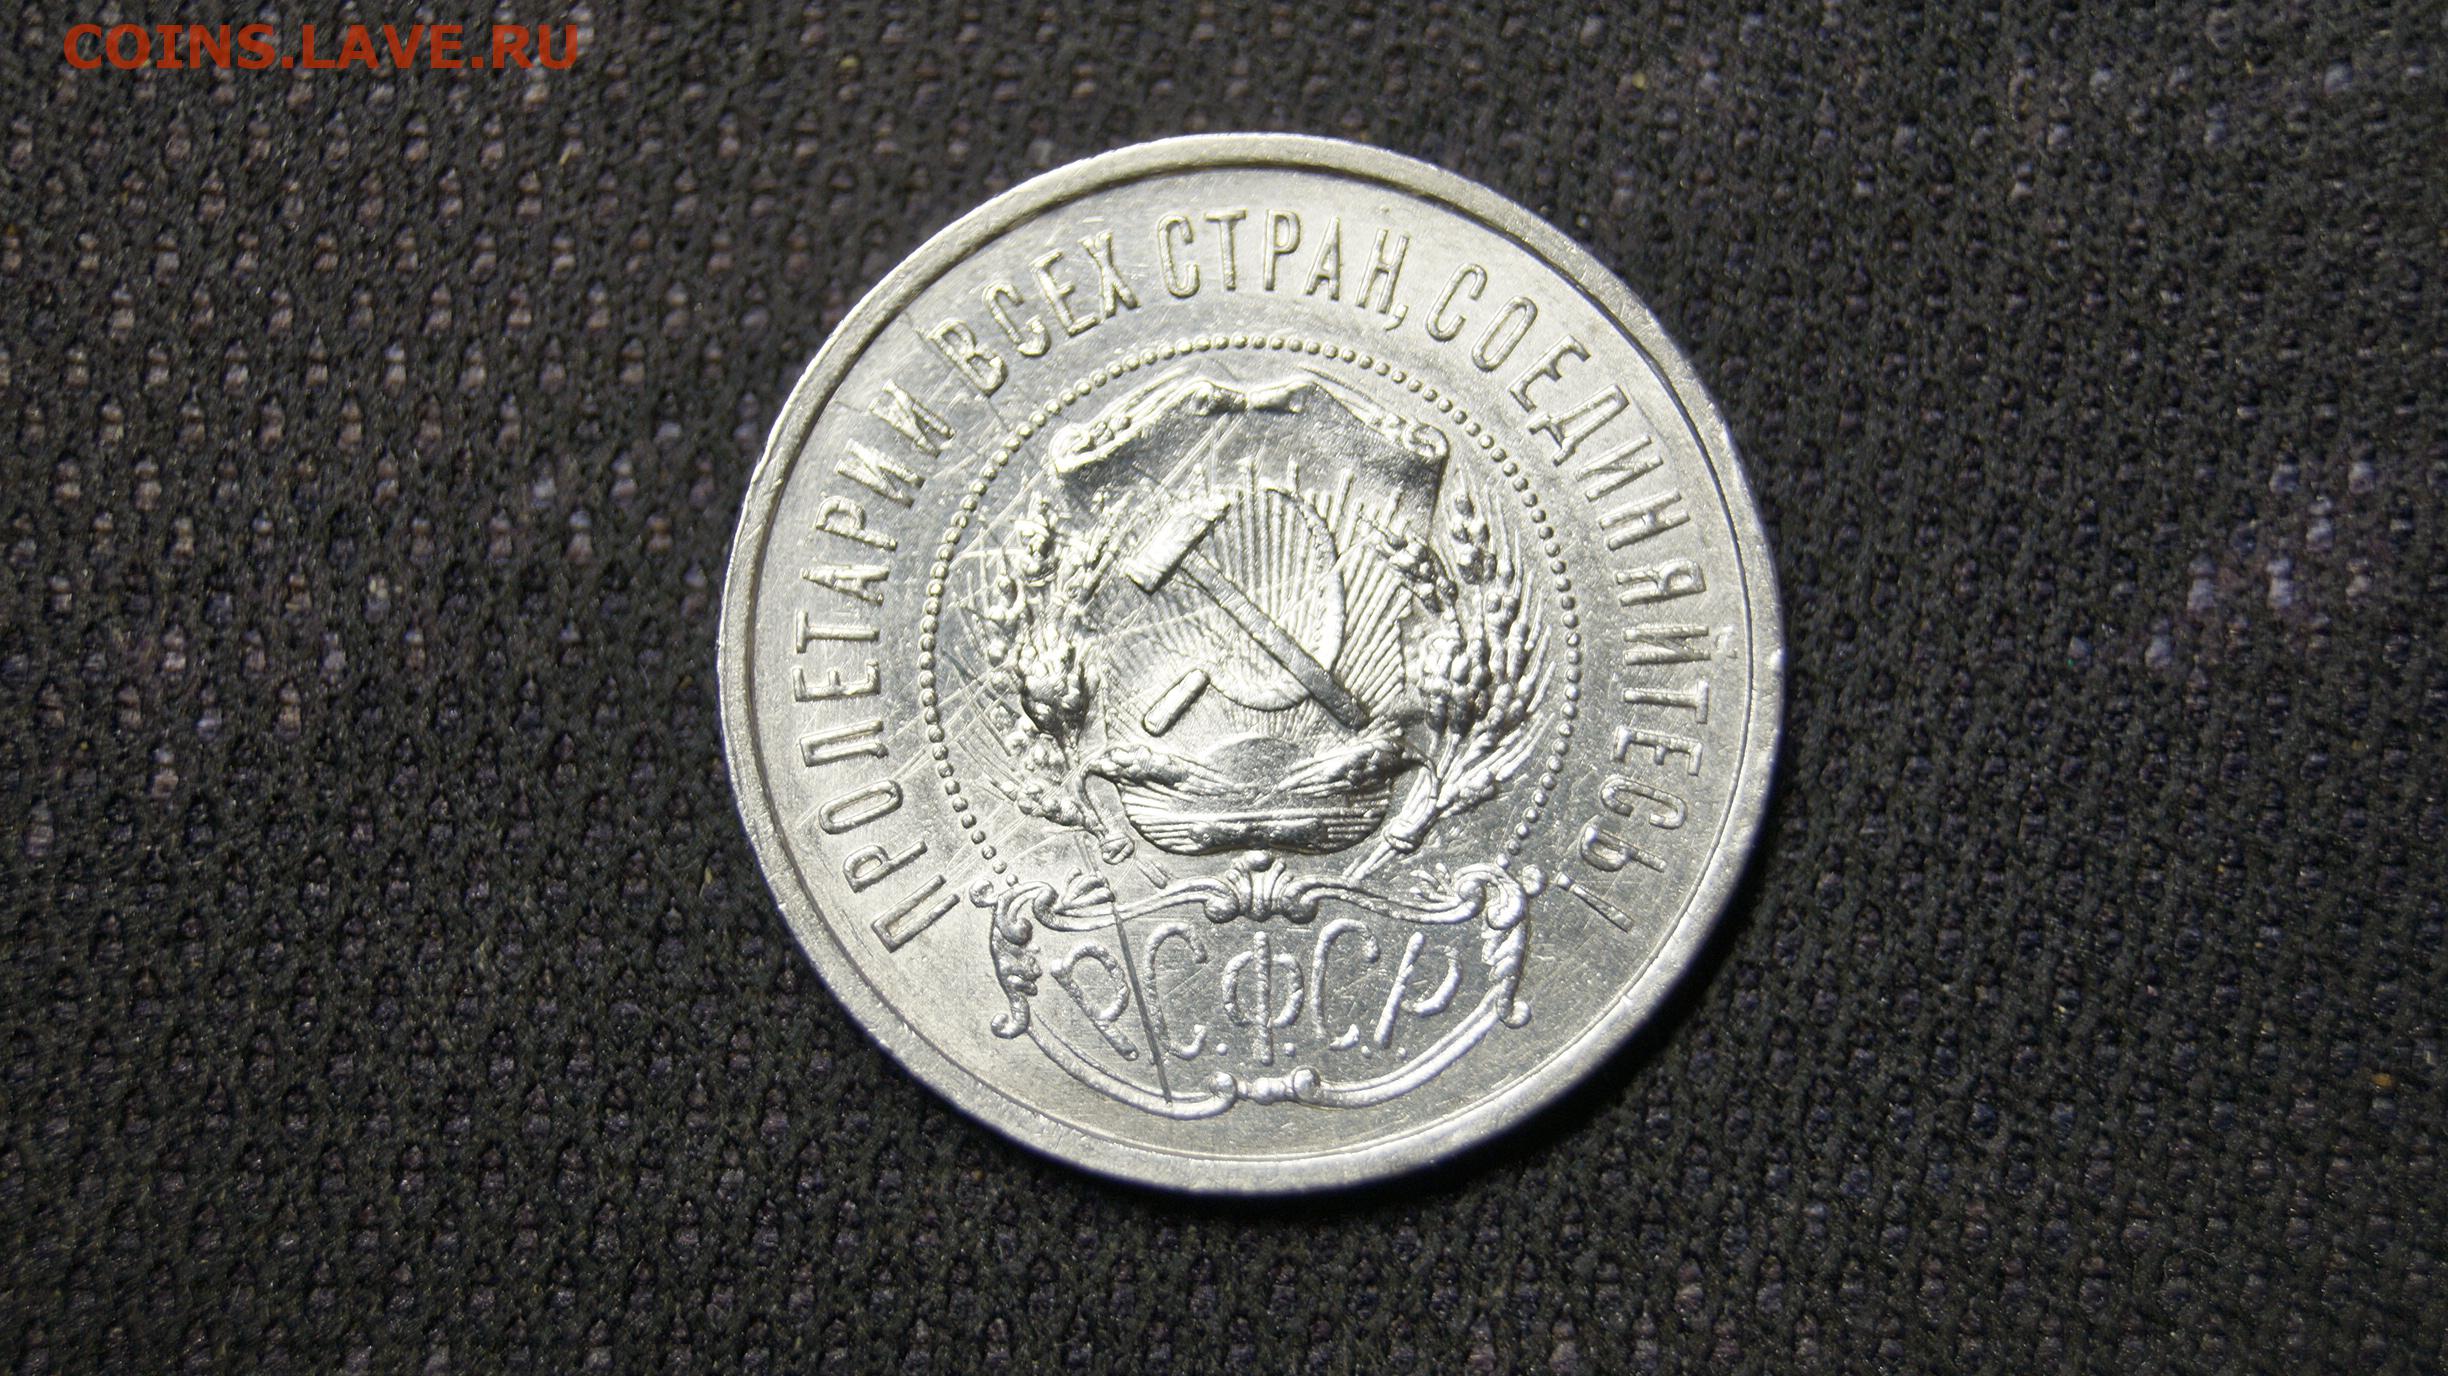 COINS.LAVE.RU
ПРОЛЕТАРИИ ВСЕХ СТРАН, СОЕДИНЯЙТЕСЬ!
Р.С.Ф.С.Р.